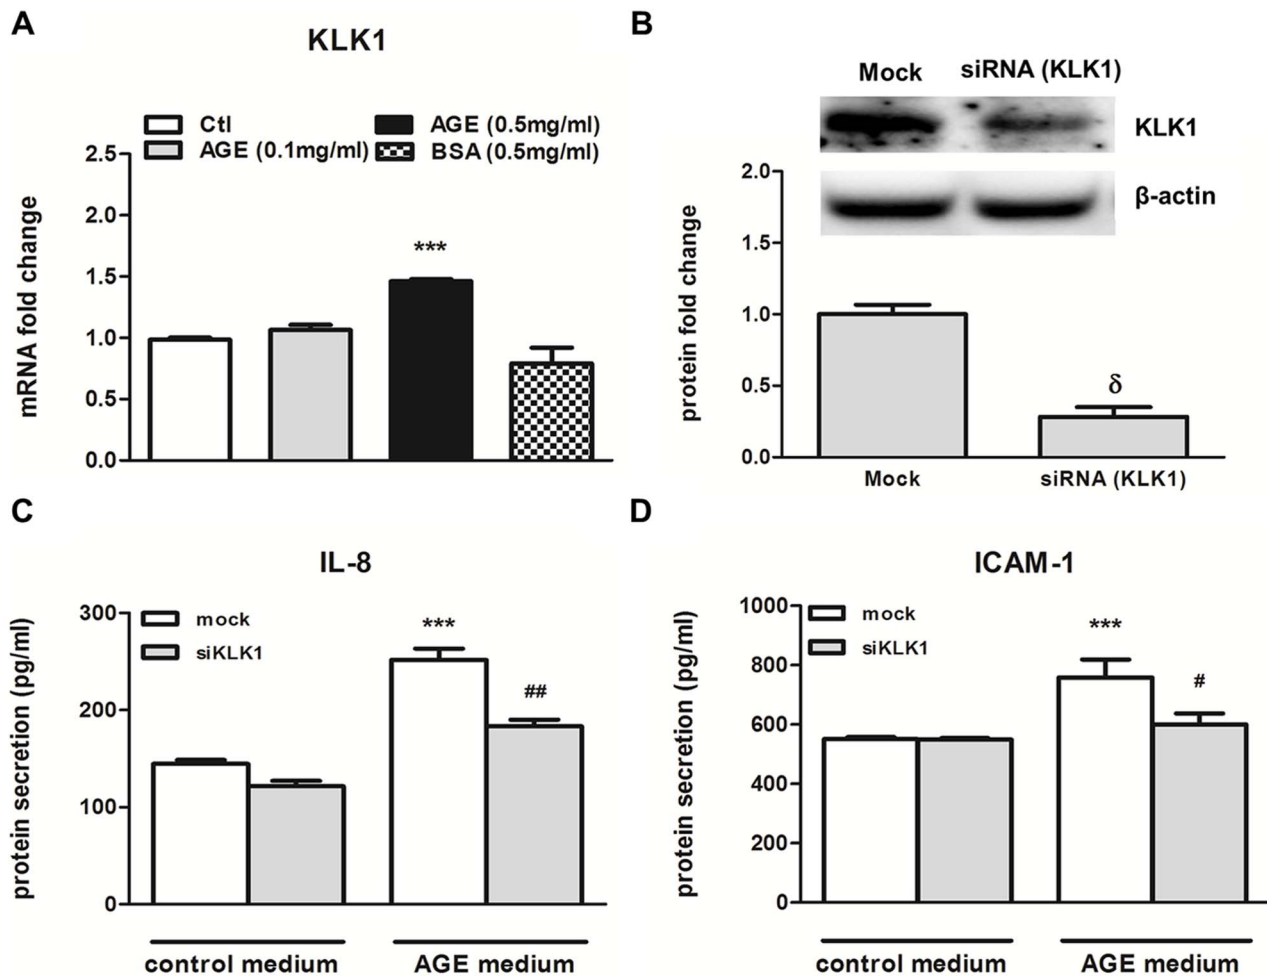 A
KLK1
Ctl
AGE (0.1mg/ml)
AGE (0.5mg/ml)
BSA (0.5mg/ml)
mRNA fold change
2.5
2.0
1.5
1.0
0.5
0.0
***
B
Mock siRNA (KLK1)
KLK1
β-actin
protein fold change
2.0
1.5
1.0
0.5
0.0
δ
Mock siRNA (KLK1)
C
IL-8
mock
siKLK1
protein secretion (pg/ml)
300
200
100
0
***
##
control medium AGE medium
D
ICAM-1
mock
siKLK1
protein secretion (pg/ml)
1000
800
600
400
200
0
***
#
control medium AGE medium